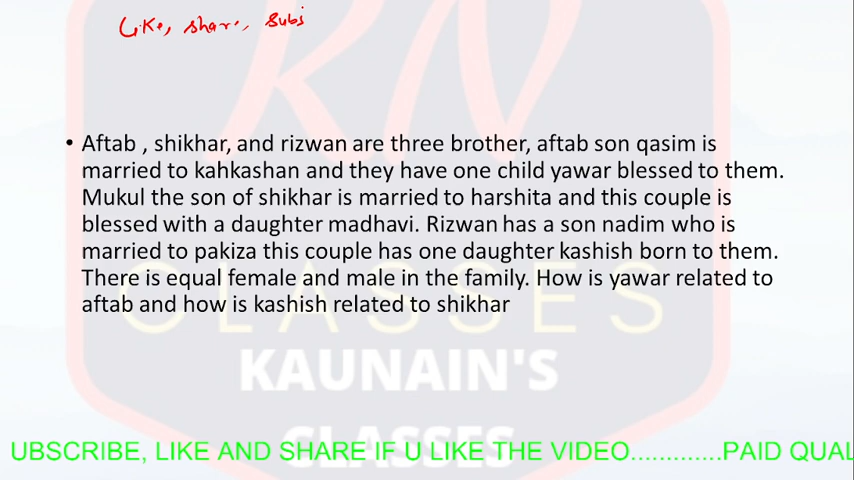 Like, share, Subs
• Aftab , shikhar, and rizwan are three brother, aftab son qasim is
married to kahkashan and they have one child yawar blessed to them.
Mukul the son of shikhar is married to harshita and this couple is
blessed with a daughter madhavi. Rizwan has a son nadim who is
married to pakiza this couple has one daughter kashish born to them.
There is equal female and male in the family. How is yawar related to
aftab and how is kashish related to shikhar
KN
CLASSES
KAUNAIN'S
CLASSES
UBSCRIBE, LIKE AND SHARE IF U LIKE THE VIDEO.............PAID QUAL